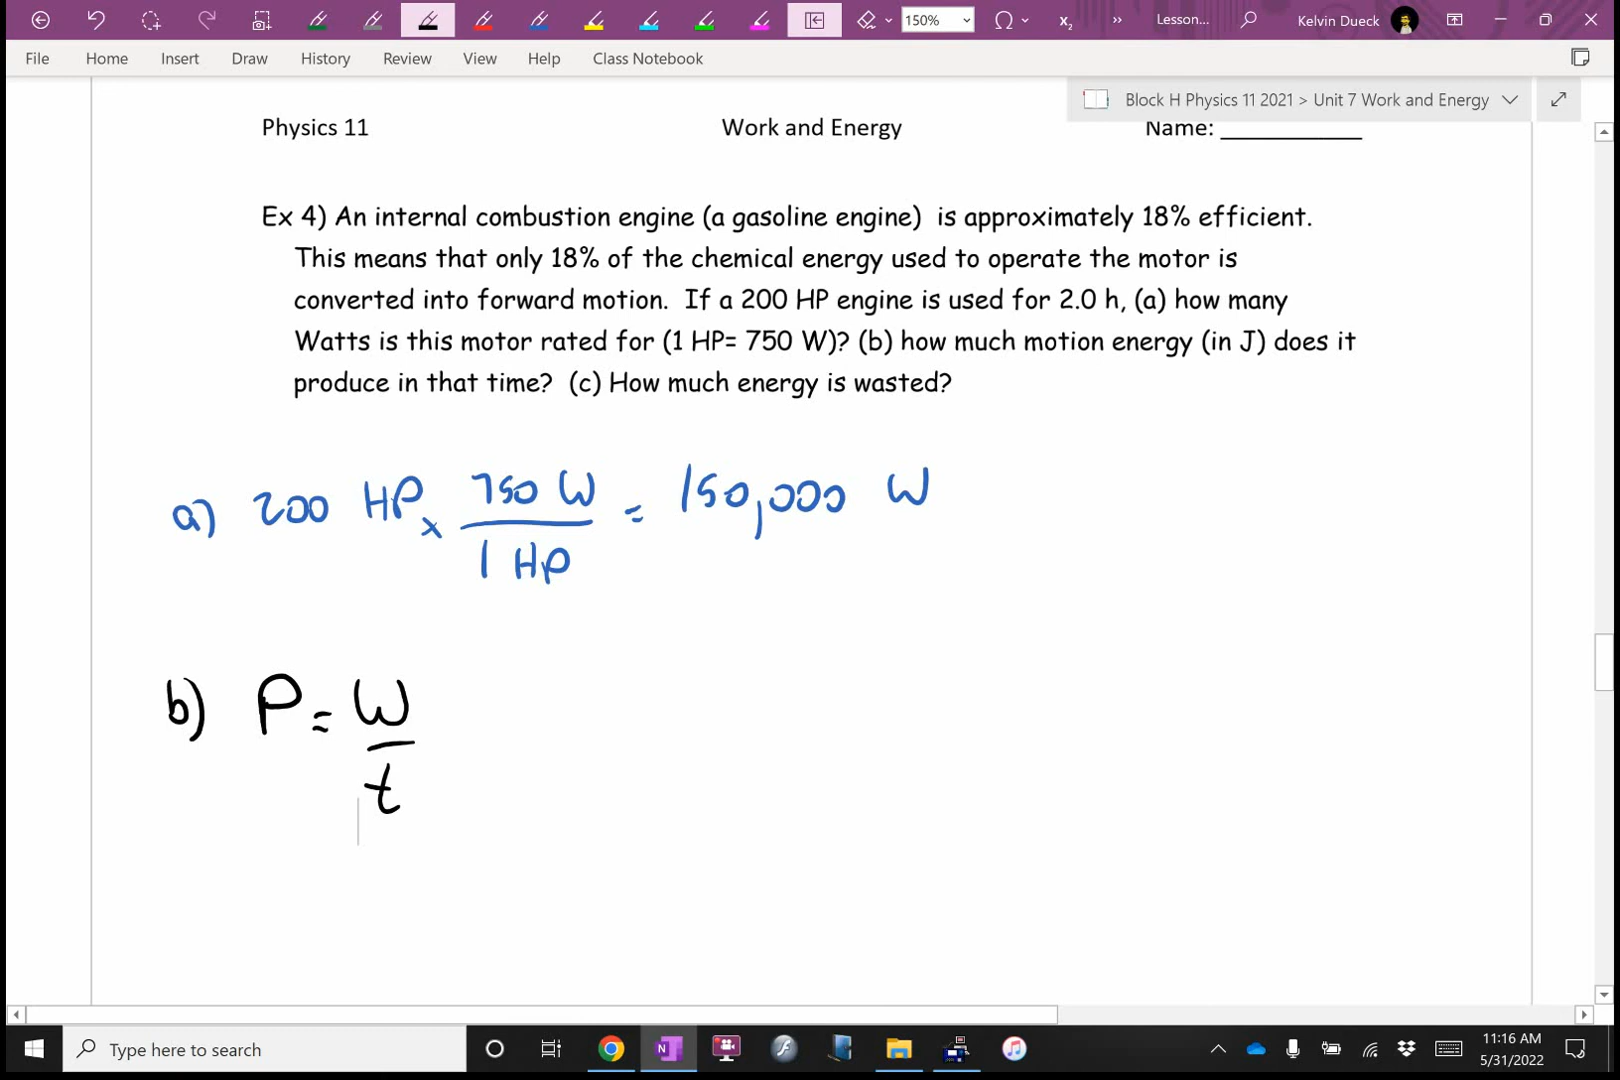 150% Ω x₂ » Lesson... Kelvin Dueck
File Home Insert Draw History Review View Help Class Notebook
Block H Physics 11 2021 > Unit 7 Work and Energy
Physics 11 Work and Energy Name: ____________
Ex 4) An internal combustion engine (a gasoline engine) is approximately 18% efficient.
This means that only 18% of the chemical energy used to operate the motor is
converted into forward motion. If a 200 HP engine is used for 2.0 h, (a) how many
Watts is this motor rated for (1 HP= 750 W)? (b) how much motion energy (in J) does it
produce in that time? (c) How much energy is wasted?
a) 200 HP x 750 W / 1 HP = 150,000 W
b) P = W / t
Type here to search
N
11:16 AM
5/31/2022